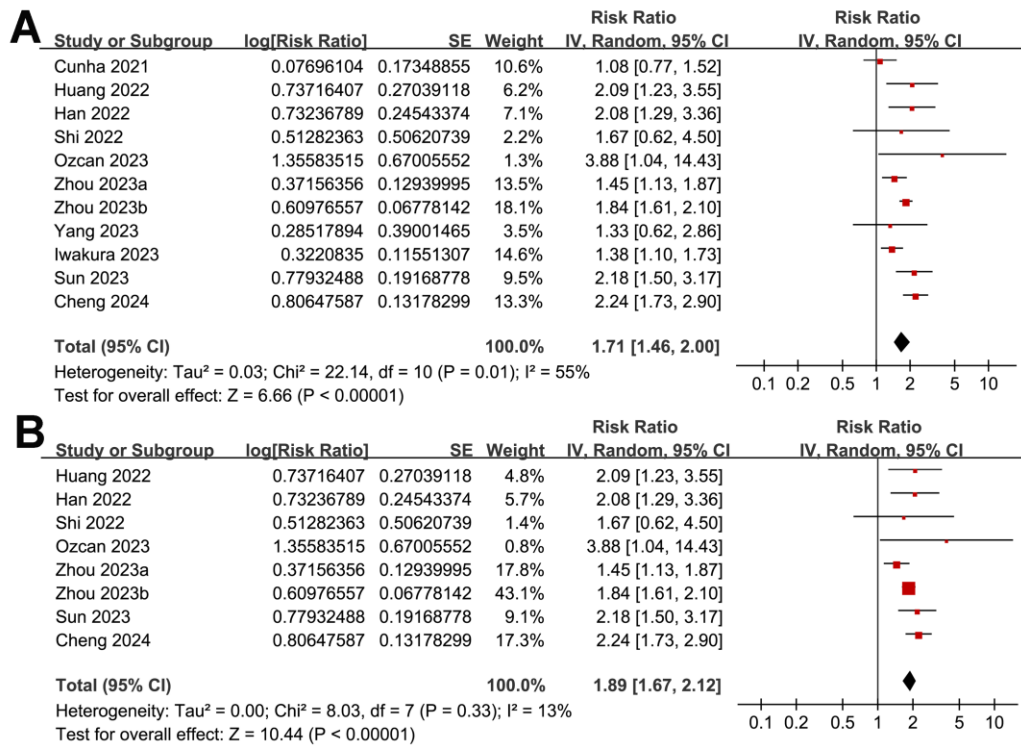 A
Risk Ratio Risk Ratio
Study or Subgroup log[Risk Ratio] SE Weight IV, Random, 95% CI IV, Random, 95% CI
Cunha 2021 0.07696104 0.17348855 10.6% 1.08 [0.77, 1.52]
Huang 2022 0.73716407 0.27039118 6.2% 2.09 [1.23, 3.55]
Han 2022 0.73236789 0.24543374 7.1% 2.08 [1.29, 3.36]
Shi 2022 0.51282363 0.50620739 2.2% 1.67 [0.62, 4.50]
Ozcan 2023 1.35583515 0.67005552 1.3% 3.88 [1.04, 14.43]
Zhou 2023a 0.37156356 0.12939995 13.5% 1.45 [1.13, 1.87]
Zhou 2023b 0.60976557 0.06778142 18.1% 1.84 [1.61, 2.10]
Yang 2023 0.28517894 0.39001465 3.5% 1.33 [0.62, 2.86]
Iwakura 2023 0.3220835 0.11551307 14.6% 1.38 [1.10, 1.73]
Sun 2023 0.77932488 0.19168778 9.5% 2.18 [1.50, 3.17]
Cheng 2024 0.80647587 0.13178299 13.3% 2.24 [1.73, 2.90]
Total (95% CI) 100.0% 1.71 [1.46, 2.00]
Heterogeneity: Tau² = 0.03; Chi² = 22.14, df = 10 (P = 0.01); I² = 55%
Test for overall effect: Z = 6.66 (P < 0.00001)
0.1 0.2 0.5 1 2 5 10
B
Risk Ratio Risk Ratio
Study or Subgroup log[Risk Ratio] SE Weight IV, Random, 95% CI IV, Random, 95% CI
Huang 2022 0.73716407 0.27039118 4.8% 2.09 [1.23, 3.55]
Han 2022 0.73236789 0.24543374 5.7% 2.08 [1.29, 3.36]
Shi 2022 0.51282363 0.50620739 1.4% 1.67 [0.62, 4.50]
Ozcan 2023 1.35583515 0.67005552 0.8% 3.88 [1.04, 14.43]
Zhou 2023a 0.37156356 0.12939995 17.8% 1.45 [1.13, 1.87]
Zhou 2023b 0.60976557 0.06778142 43.1% 1.84 [1.61, 2.10]
Sun 2023 0.77932488 0.19168778 9.1% 2.18 [1.50, 3.17]
Cheng 2024 0.80647587 0.13178299 17.3% 2.24 [1.73, 2.90]
Total (95% CI) 100.0% 1.89 [1.67, 2.12]
Heterogeneity: Tau² = 0.00; Chi² = 8.03, df = 7 (P = 0.33); I² = 13%
Test for overall effect: Z = 10.44 (P < 0.00001)
0.1 0.2 0.5 1 2 5 10